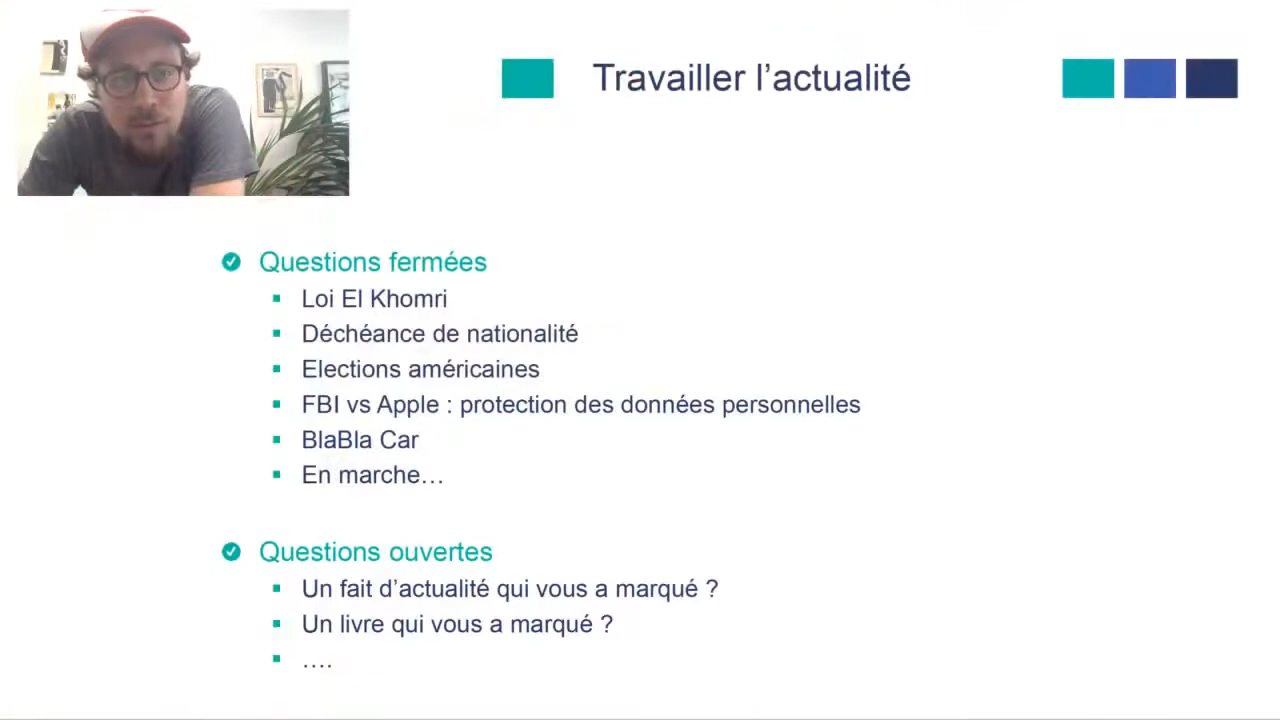 Travailler l’actualité
Questions fermées
Loi El Khomri
Déchéance de nationalité
Elections américaines
FBI vs Apple : protection des données personnelles
BlaBla Car
En marche…
Questions ouvertes
Un fait d’actualité qui vous a marqué ?
Un livre qui vous a marqué ?
….